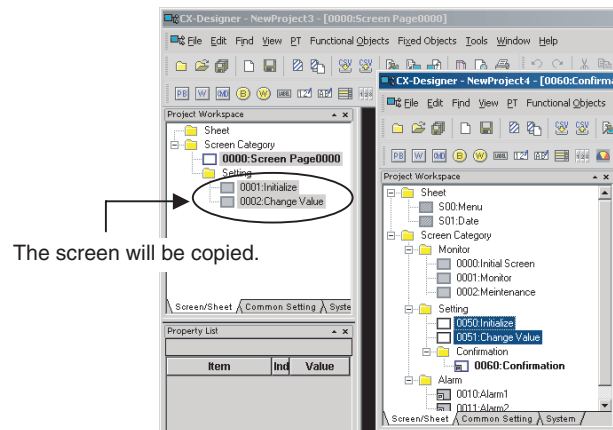 CX-Designer - NewProject3 - [0000:Screen Page0000]
File Edit Find View PT Functional Objects Fixed Objects Tools Window Help
Project Workspace
Sheet
Screen Category
0000:Screen Page0000
Setting
0001:Initialize
0002:Change Value
The screen will be copied.
Screen/Sheet Common Setting Syste
Property List
Item Ind Value
CX-Designer - NewProject4 - [0060:Confirma
File Edit Find View PT Functional Objects
Project Workspace
Sheet
S00:Menu
S01:Date
Screen Category
Monitor
0000:Initial Screen
0001:Monitor
0002:Meintenance
Setting
0050:Initialize
0051:Change Value
Confirmation
0060:Confirmation
Alarm
0010:Alarm1
0011:Alarm2
Screen/Sheet Common Setting System